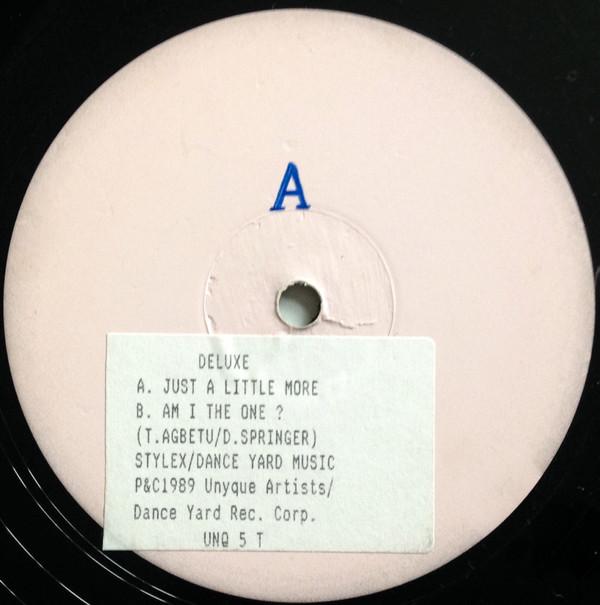 A
DELUXE
A. JUST A LITTLE MORE
B. AM I THE ONE ?
(T.AGBETU/D.SPRINGER)
STYLEX/DANCE YARD MUSIC
P&C1989 Unyque Artists/
Dance Yard Rec. Corp.
UNQ 5 T